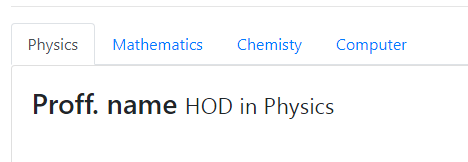 Physics Mathematics Chemisty Computer
Proff. name HOD in Physics